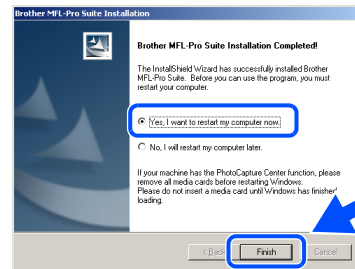 Brother MFL-Pro Suite Installation
Brother MFL-Pro Suite Installation Completed!
The InstallShield Wizard has successfully installed Brother
MFL-Pro Suite. Before you can use the program, you must
restart your computer.
Yes, I want to restart my computer now.
No, I will restart my computer later.
If your machine has the PhotoCapture Center function, please
remove all media cards before restarting Windows.
Please do not insert a media card until Windows has finished
loading.
< Back Finish Cancel